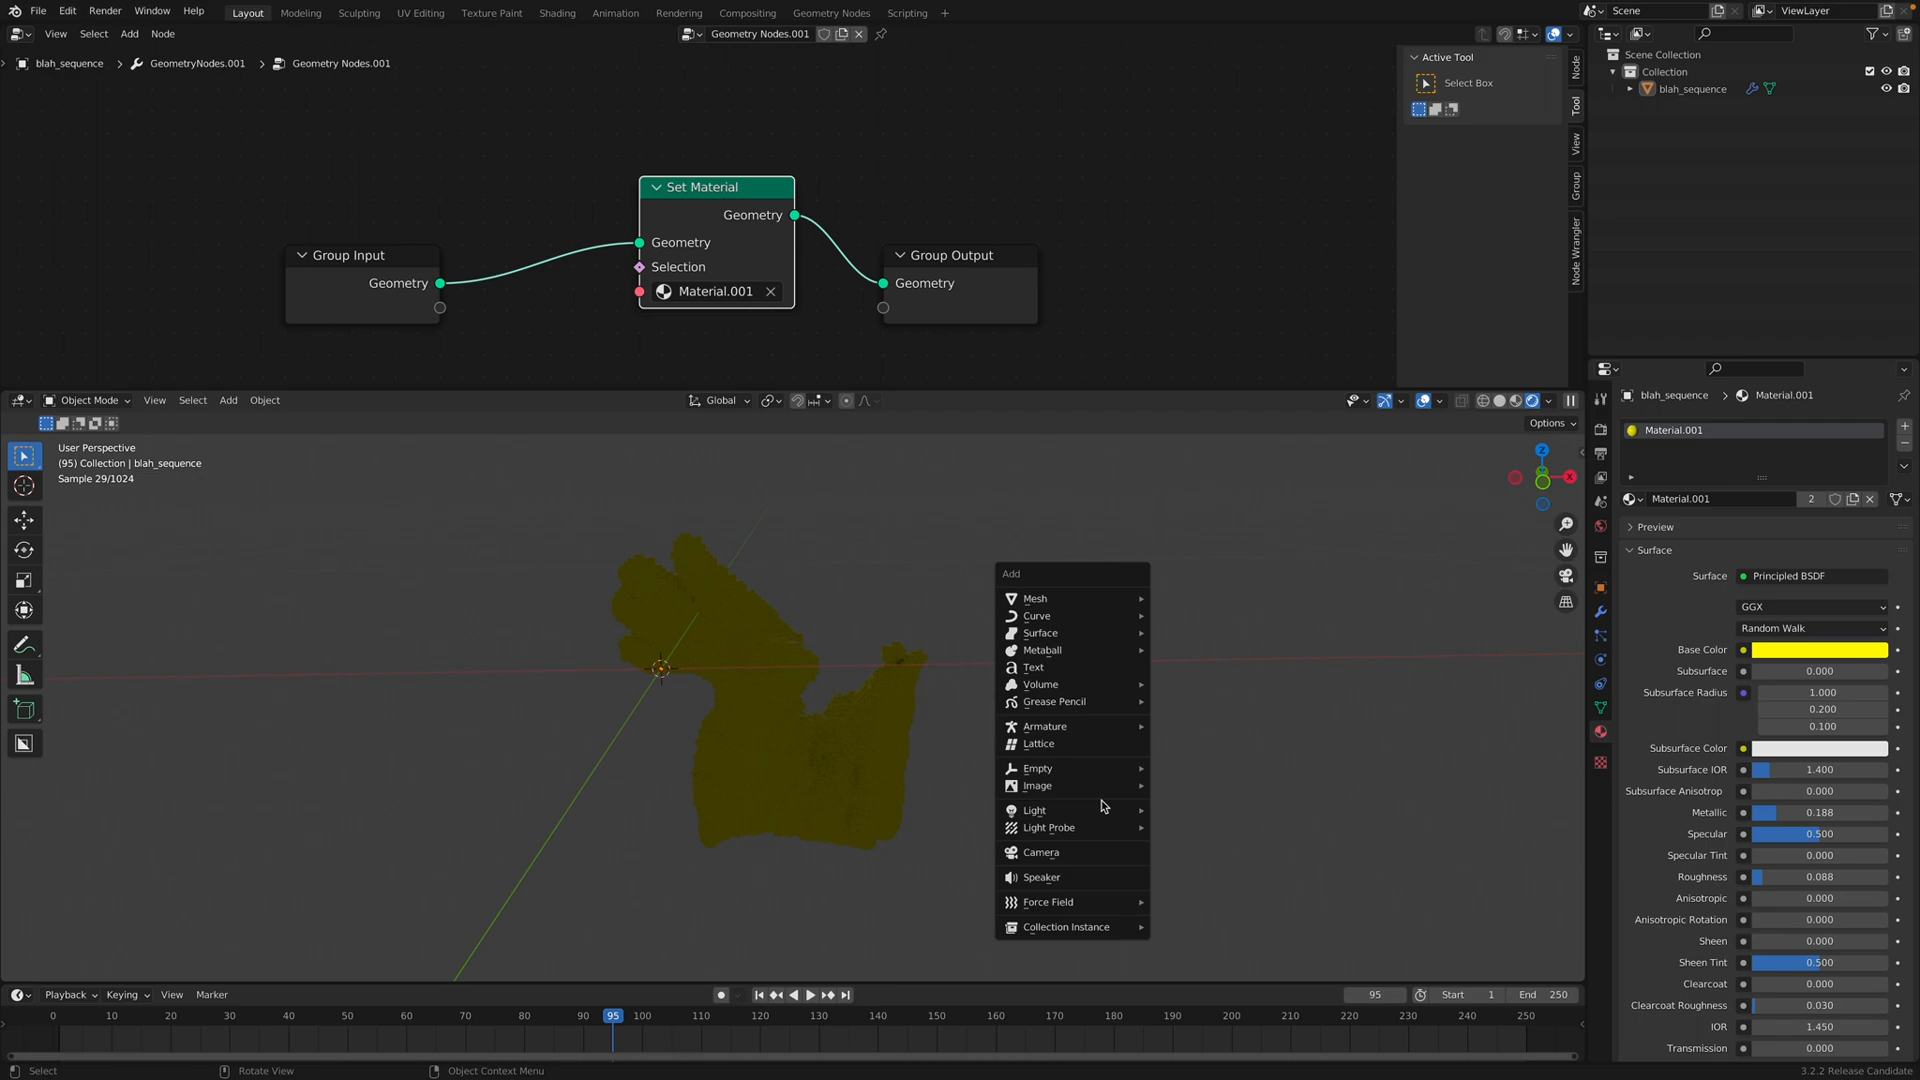 File Edit Render Window Help Layout Modeling Sculpting UV Editing Texture Paint Shading Animation Rendering Compositing Geometry Nodes Scripting Scene ViewLayer
View Select Add Node Geometry Nodes.001
blah_sequence GeometryNodes.001 Geometry Nodes.001
Active Tool
Select Box
Node
Tool
View
Group
Node Wrangler
Scene Collection
Collection
blah_sequence
Set Material
Geometry
Geometry
Selection
Material.001
Group Input
Geometry
Group Output
Geometry
Object Mode View Select Add Object Global
Options
User Perspective
(95) Collection | blah_sequence
Sample 29/1024
Z
X
Add
Mesh
Curve
Surface
Metaball
Text
Volume
Grease Pencil
Armature
Lattice
Empty
Image
Light
Light Probe
Camera
Speaker
Force Field
Collection Instance
blah_sequence Material.001
Material.001
Material.001 2
Preview
Surface
Surface Principled BSDF
GGX
Random Walk
Base Color
Subsurface 0.000
Subsurface Radius 1.000
0.200
0.100
Subsurface Color
Subsurface IOR 1.400
Subsurface Anisotrop 0.000
Metallic 0.188
Specular 0.500
Specular Tint 0.000
Roughness 0.088
Anisotropic 0.000
Anisotropic Rotation 0.000
Sheen 0.000
Sheen Tint 0.500
Clearcoat 0.000
Clearcoat Roughness 0.030
IOR 1.450
Transmission 0.000
Playback Keying View Marker 95 Start 1 End 250
0 10 20 30 40 50 60 70 80 90 95 100 110 120 130 140 150 160 170 180 190 200 210 220 230 240 250
Select Rotate View Object Context Menu 3.2.2 Release Candidate